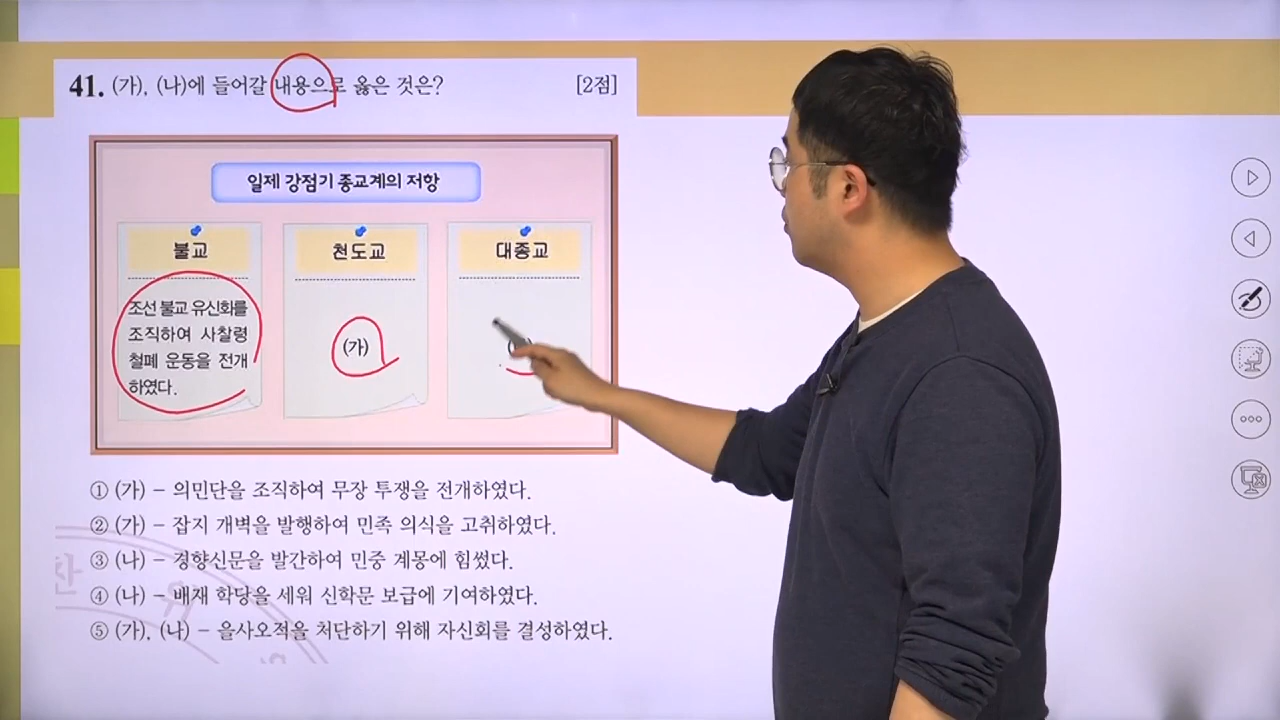 41. (가), (나)에 들어갈 내용으로 옳은 것은? [2점]
일제 강점기 종교계의 저항
불교
조선 불교 유신회를
조직하여 사찰령
철폐 운동을 전개
하였다.
천도교
(가)
대종교
① (가) – 의민단을 조직하여 무장 투쟁을 전개하였다.
② (가) – 잡지 개벽을 발행하여 민족 의식을 고취하였다.
③ (나) – 경향신문을 발간하여 민중 계몽에 힘썼다.
④ (나) – 배재 학당을 세워 신학문 보급에 기여하였다.
⑤ (가), (나) – 을사오적을 처단하기 위해 자신회를 결성하였다.